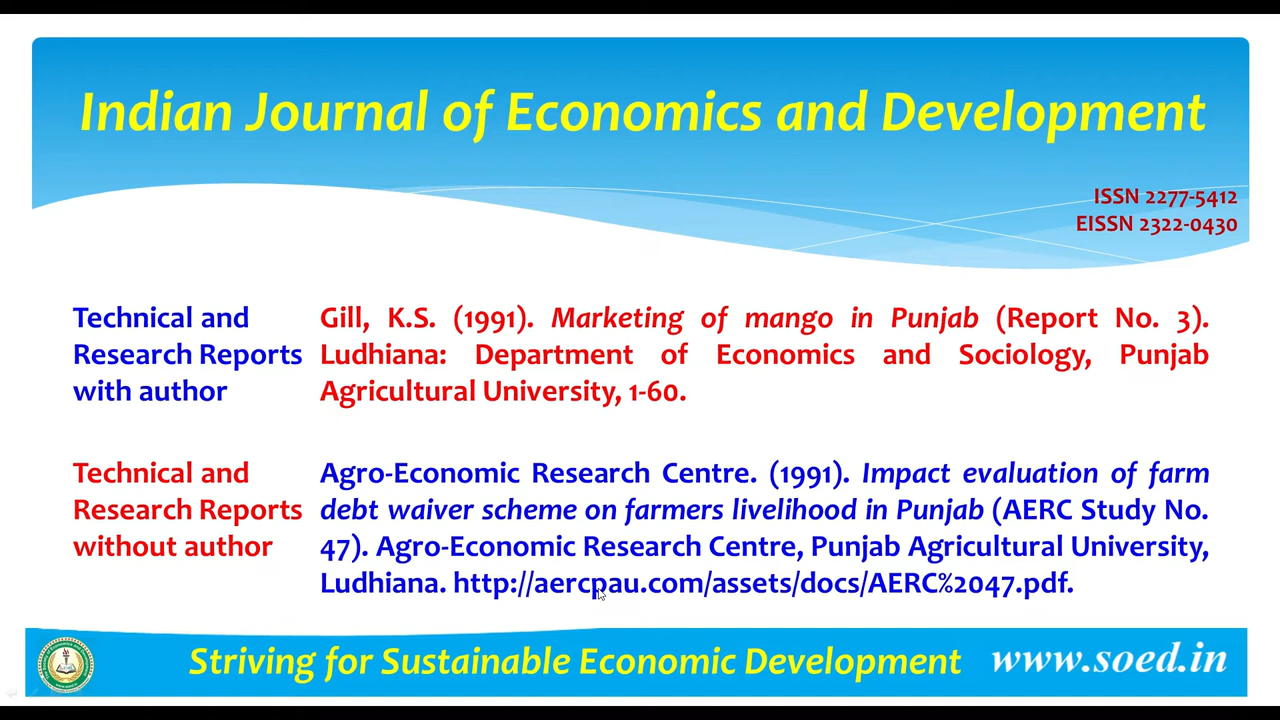 Indian Journal of Economics and Development
ISSN 2277-5412
EISSN 2322-0430
Technical and
Research Reports
with author
Gill, K.S. (1991). Marketing of mango in Punjab (Report No. 3).
Ludhiana: Department of Economics and Sociology, Punjab
Agricultural University, 1-60.
Technical and
Research Reports
without author
Agro-Economic Research Centre. (1991). Impact evaluation of farm
debt waiver scheme on farmers livelihood in Punjab (AERC Study No.
47). Agro-Economic Research Centre, Punjab Agricultural University,
Ludhiana. http://aercpau.com/assets/docs/AERC%2047.pdf.
Striving for Sustainable Economic Development
www.soed.in